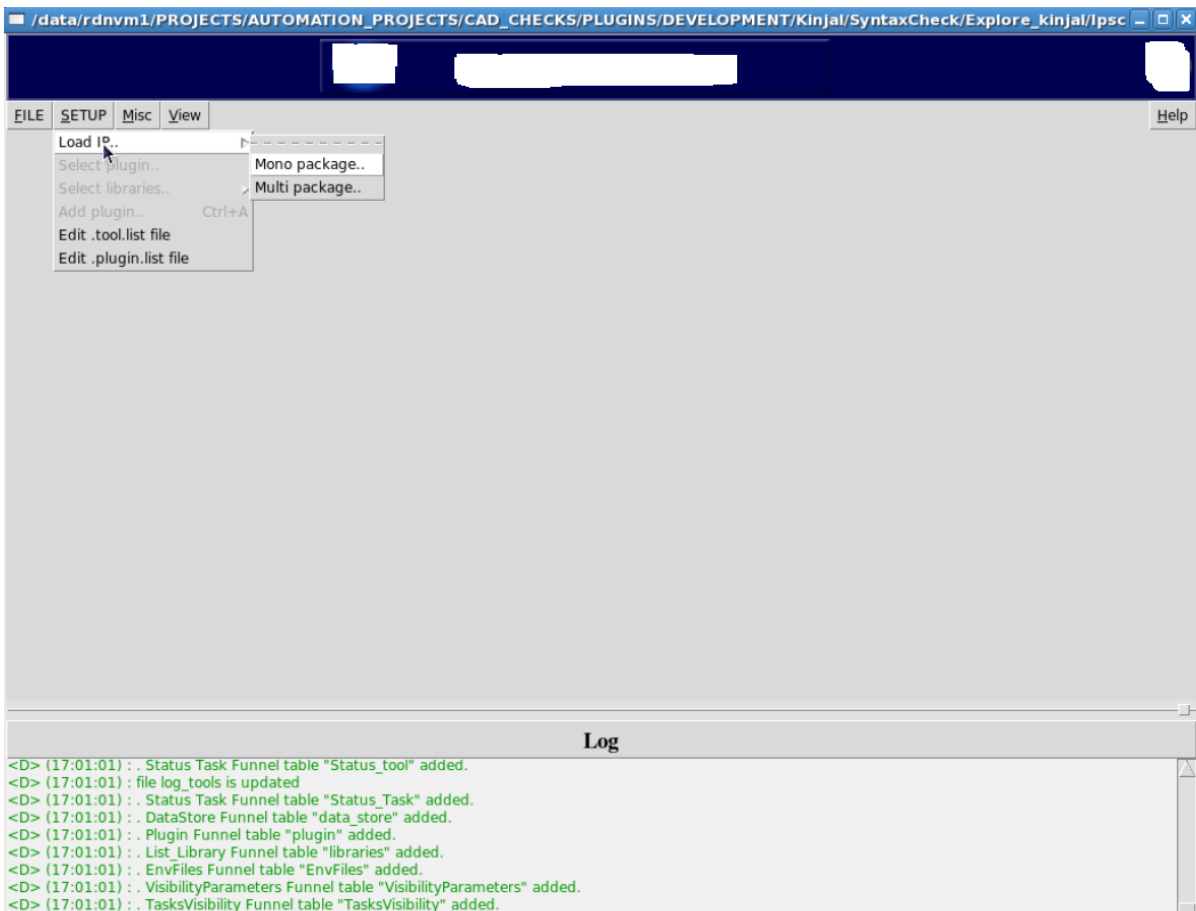 /data/rdnvm1/PROJECTS/AUTOMATION_PROJECTS/CAD_CHECKS/PLUGINS/DEVELOPMENT/Kinjal/SyntaxCheck/Explore_kinjal/Ipsc
FILE SETUP Misc View Help
Load IP..
Mono package..
Select plugin..
Select libraries..
Multi package..
Add plugin.. Ctrl+A
Edit .tool.list file
Edit .plugin.list file
Log
<D> (17:01:01) : . Status Task Funnel table "Status_tool" added.
<D> (17:01:01) : file log_tools is updated
<D> (17:01:01) : . Status Task Funnel table "Status_Task" added.
<D> (17:01:01) : . DataStore Funnel table "data_store" added.
<D> (17:01:01) : . Plugin Funnel table "plugin" added.
<D> (17:01:01) : . List_Library Funnel table "libraries" added.
<D> (17:01:01) : . EnvFiles Funnel table "EnvFiles" added.
<D> (17:01:01) : . VisibilityParameters Funnel table "VisibilityParameters" added.
<D> (17:01:01) : . TasksVisibility Funnel table "TasksVisibility" added.